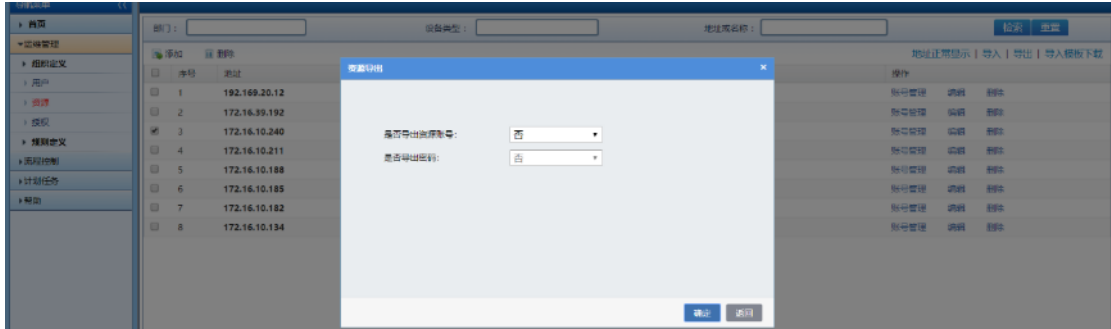 导航菜单 <<
首页
运维管理
组织定义
用户
资源
授权
规则定义
流程控制
计划任务
帮助
部门： 设备类型： 地址或名称： 检索 重置
添加 删除 地址正常显示 | 导入 | 导出 | 导入模板下载
序号 地址 操作
1 192.169.20.12 账号管理 编辑 删除
2 172.16.39.192 账号管理 编辑 删除
3 172.16.10.240 账号管理 编辑 删除
4 172.16.10.211 账号管理 编辑 删除
5 172.16.10.188 账号管理 编辑 删除
6 172.16.10.185 账号管理 编辑 删除
7 172.16.10.182 账号管理 编辑 删除
8 172.16.10.134 账号管理 编辑 删除
资源导出 ×
是否导出资源账号： 否
是否导出密码： 否
确定 返回